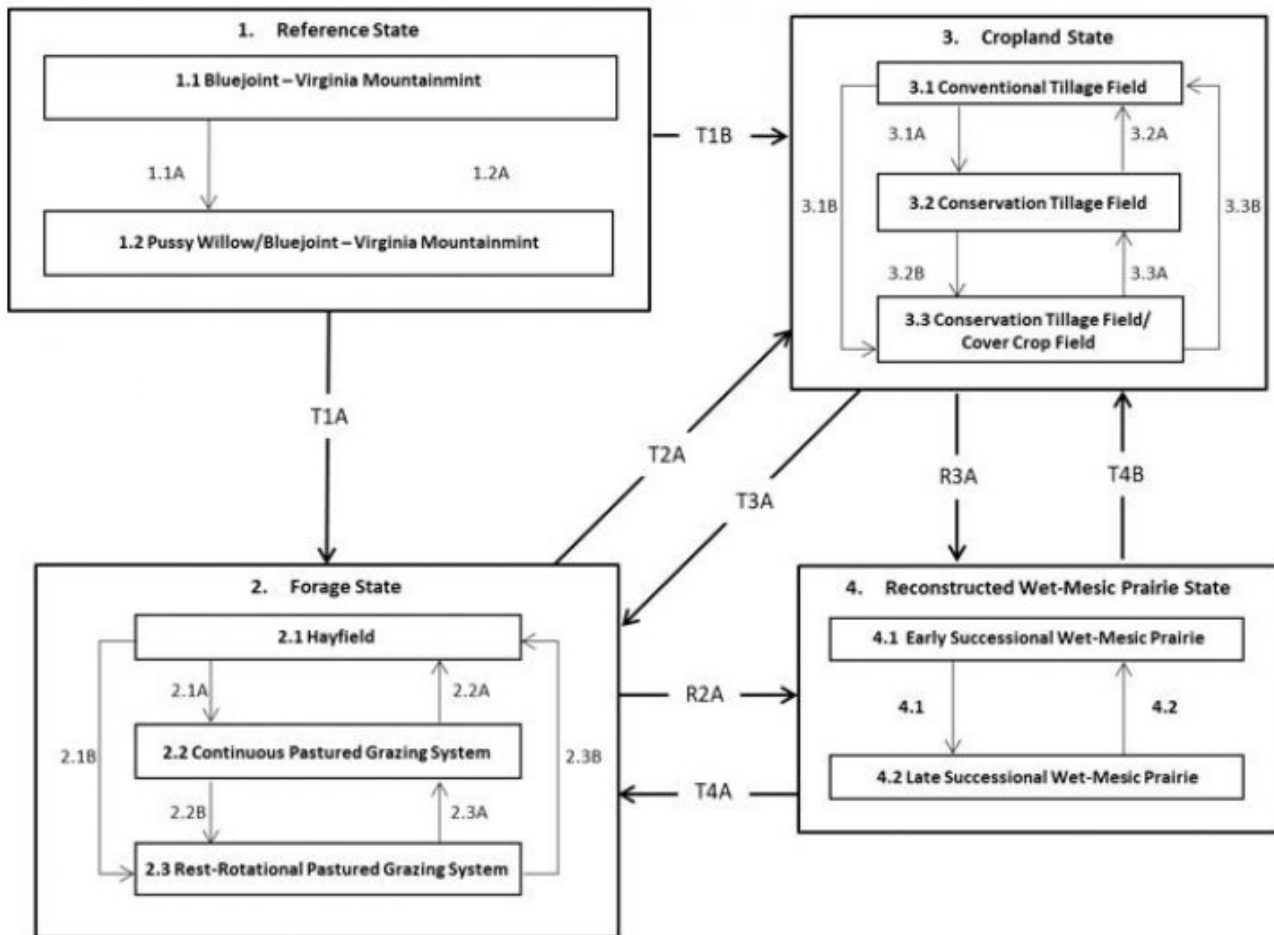 1. Reference State
1.1 Bluejoint – Virginia Mountainmint
1.1A
1.2A
1.2 Pussy Willow/Bluejoint – Virginia Mountainmint
T1B
3. Cropland State
3.1 Conventional Tillage Field
3.1A
3.2A
3.1B
3.2 Conservation Tillage Field
3.3B
3.2B
3.3A
3.3 Conservation Tillage Field/
Cover Crop Field
T1A
T2A
T3A
R3A
T4B
2. Forage State
2.1 Hayfield
2.1A
2.2A
2.1B
2.2 Continuous Pastured Grazing System
2.3B
2.2B
2.3A
2.3 Rest-Rotational Pastured Grazing System
R2A
T4A
4. Reconstructed Wet-Mesic Prairie State
4.1 Early Successional Wet-Mesic Prairie
4.1
4.2
4.2 Late Successional Wet-Mesic Prairie